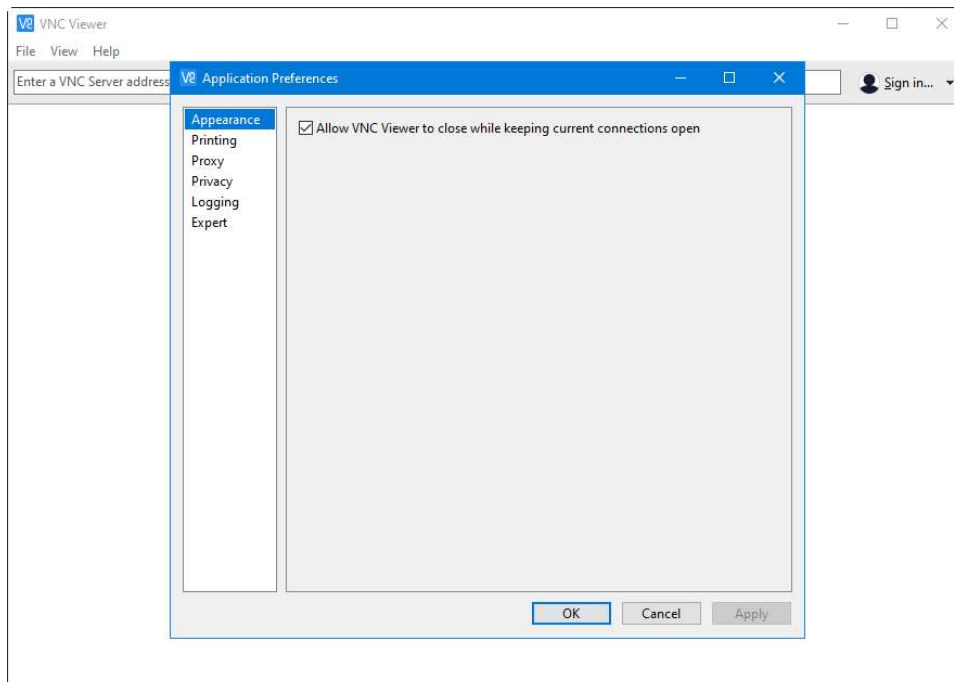 VNC Viewer
File View Help
Enter a VNC Server address
Sign in...
Application Preferences
Appearance
Printing
Proxy
Privacy
Logging
Expert
Allow VNC Viewer to close while keeping current connections open
OK Cancel Apply